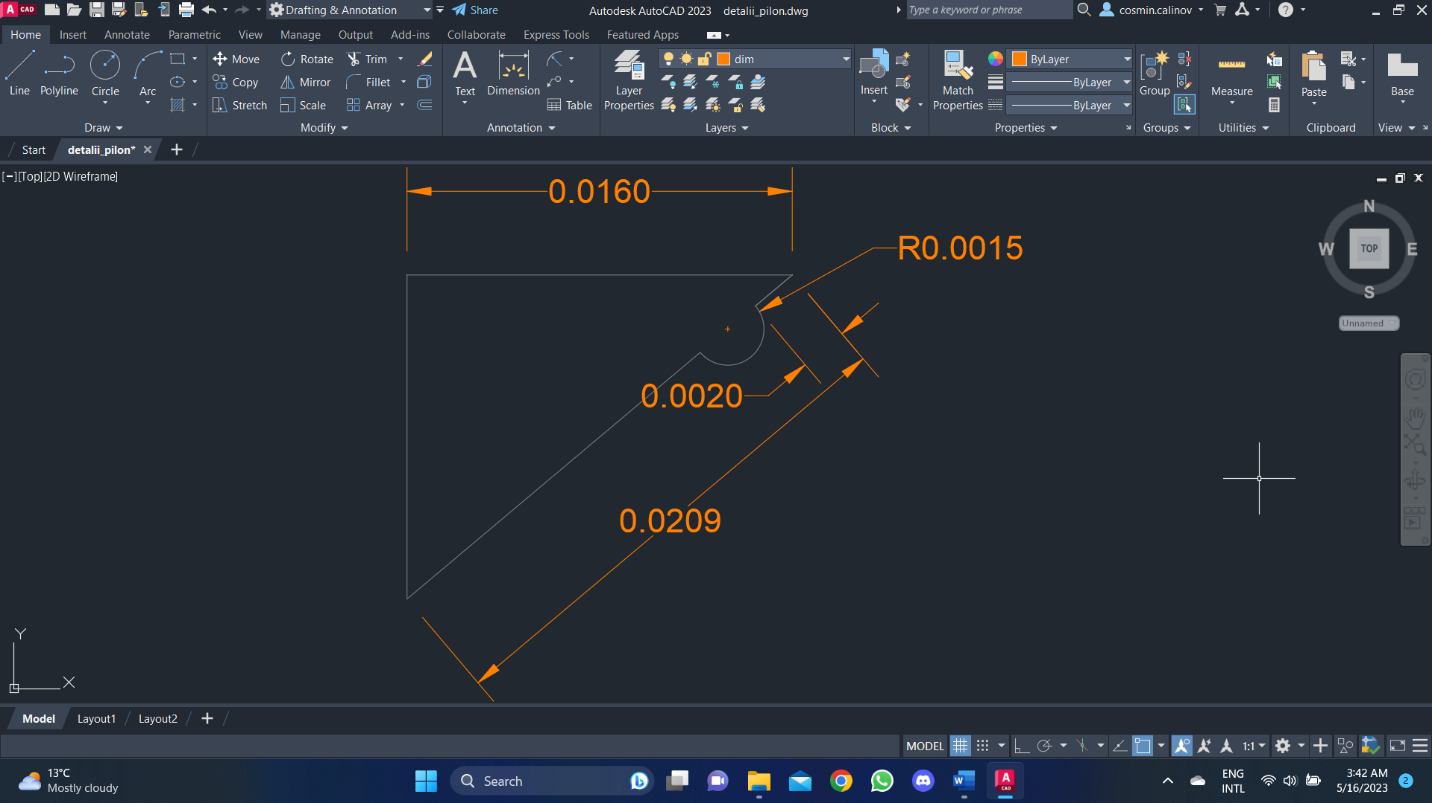 A CAD
Drafting & Annotation
Share
Autodesk AutoCAD 2023 detalii_pilon.dwg
Type a keyword or phrase
cosmin.calinov
?
Home Insert Annotate Parametric View Manage Output Add-ins Collaborate Express Tools Featured Apps
Line
Polyline
Circle
Arc
Draw
Move
Rotate
Trim
Copy
Mirror
Fillet
Stretch
Scale
Array
Modify
A
Text
Dimension
Table
Annotation
Layer
Properties
dim
Layers
Insert
Block
Match
Properties
ByLayer
ByLayer
ByLayer
Properties
Group
Groups
Measure
Utilities
Paste
Clipboard
Base
View
Start
detalii_pilon*
[−][Top][2D Wireframe]
0.0160
R0.0015
0.0020
0.0209
N
W
TOP
E
S
Unnamed
Y
X
Model Layout1 Layout2
MODEL
1:1
13°C
Mostly cloudy
Search
W
A
CAD
ENG
INTL
3:42 AM
5/16/2023
2